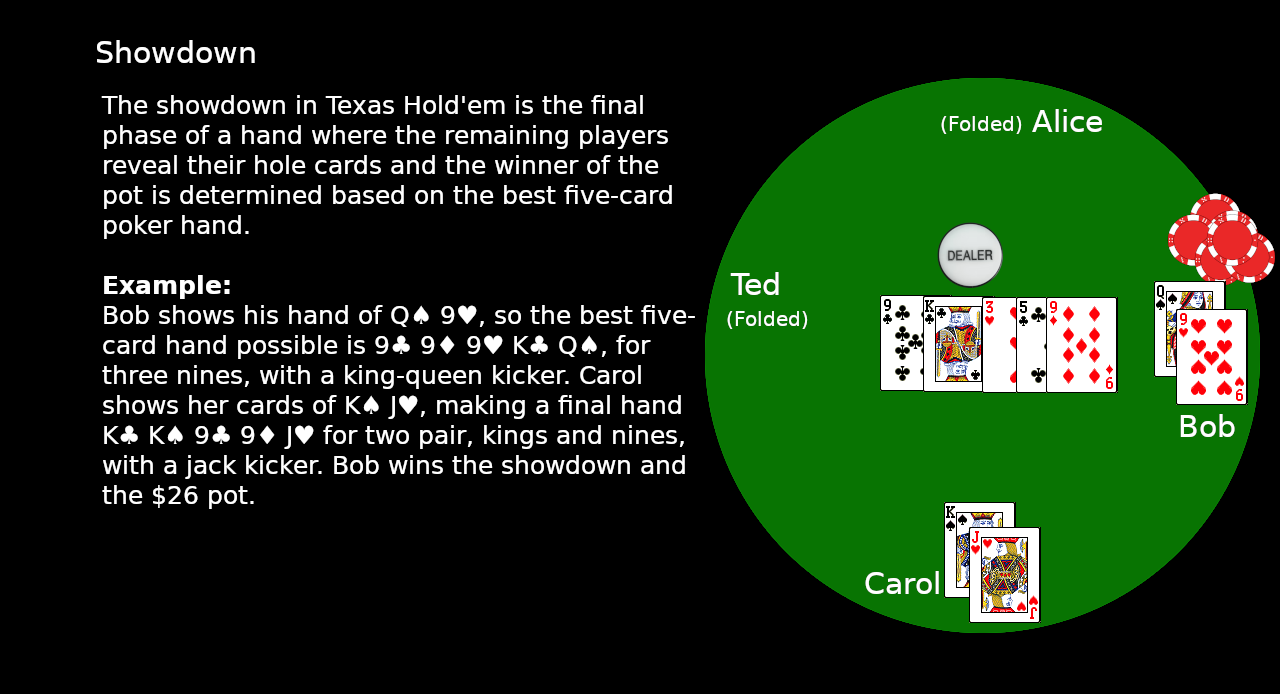 Showdown
The showdown in Texas Hold'em is the final
phase of a hand where the remaining players
reveal their hole cards and the winner of the
pot is determined based on the best five-card
poker hand.
Example:
Bob shows his hand of Q♠ 9♥, so the best five-
card hand possible is 9♣ 9♦ 9♥ K♣ Q♠, for
three nines, with a king-queen kicker. Carol
shows her cards of K♠ J♥, making a final hand
K♣ K♠ 9♣ 9♦ J♥ for two pair, kings and nines,
with a jack kicker. Bob wins the showdown and
the $26 pot.
(Folded) Alice
DEALER
Ted
(Folded)
9 K 3 5 9
6
Q
9
6
Bob
K
J
J
Carol